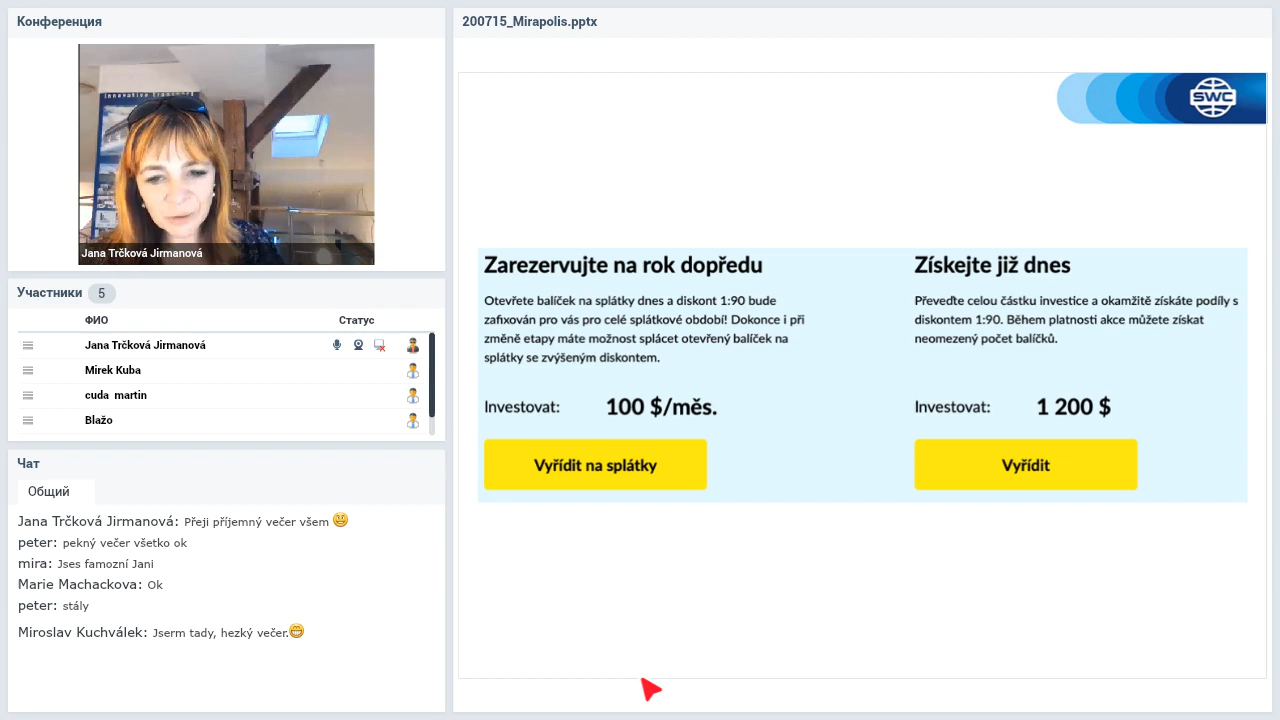 Конференция
Innovative Transport
Jana Trčková Jirmanová
Участники 5
ФИО Статус
Jana Trčková Jirmanová
Mirek Kuba
cuda martin
Blažo
Чат
Общий
Jana Trčková Jirmanová: Přeji příjemný večer všem
peter: pekný večer všetko ok
mira: Jses famozní Jani
Marie Machackova: Ok
peter: stály
Miroslav Kuchválek: Jserm tady, hezký večer.
200715_Mirapolis.pptx
SWC
Zarezervujte na rok dopředu
Otevřete balíček na splátky dnes a diskont 1:90 bude
zafixován pro vás pro celé splátkové období! Dokonce i při
změně etapy máte možnost splácet otevřený balíček na
splátky se zvýšeným diskontem.
Investovat: 100 $/měs.
Vyřídit na splátky
Získejte již dnes
Převeďte celou částku investice a okamžitě získáte podíly s
diskontem 1:90. Během platnosti akce můžete získat
neomezený počet balíčků.
Investovat: 1 200 $
Vyřídit